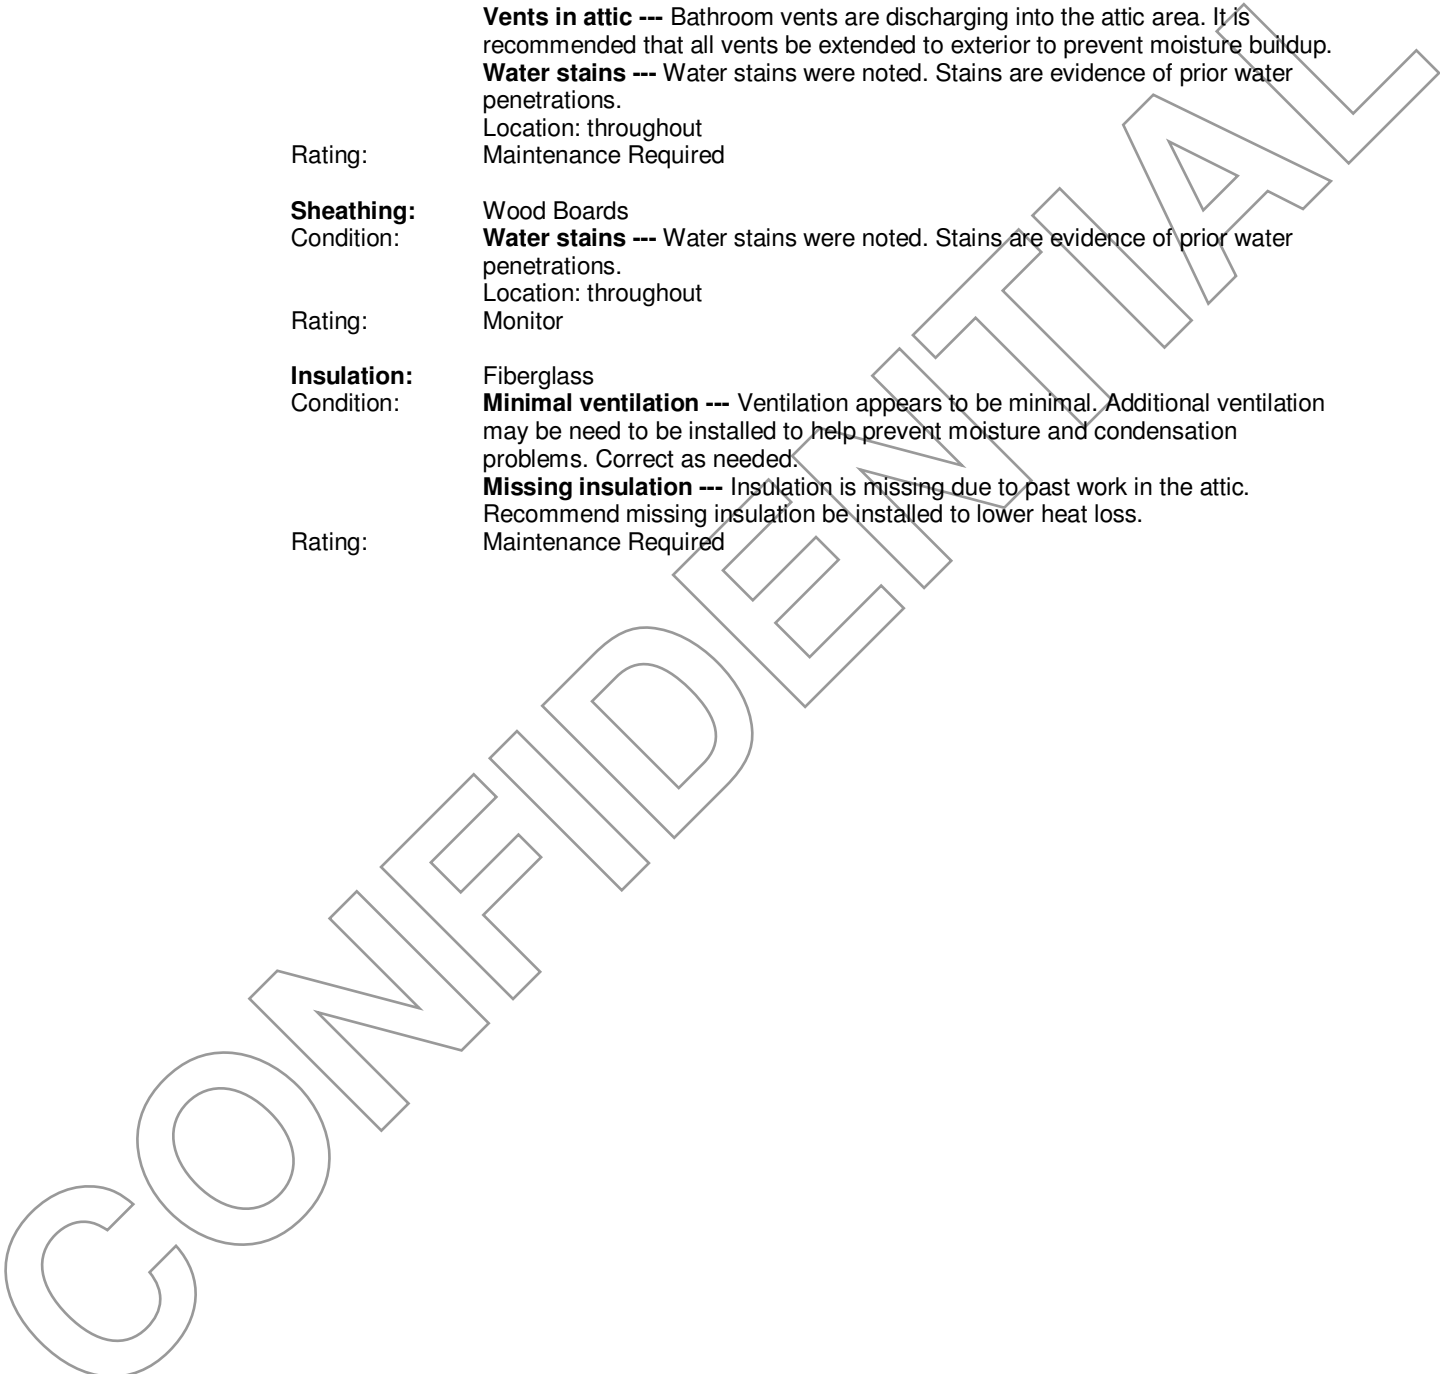 Vents in attic --- Bathroom vents are discharging into the attic area. It is
recommended that all vents be extended to exterior to prevent moisture buildup.
Water stains --- Water stains were noted. Stains are evidence of prior water
penetrations.
Location: throughout
Rating: Maintenance Required
Sheathing: Wood Boards
Condition: Water stains --- Water stains were noted. Stains are evidence of prior water
penetrations.
Location: throughout
Rating: Monitor
Insulation: Fiberglass
Condition: Minimal ventilation --- Ventilation appears to be minimal. Additional ventilation
may be need to be installed to help prevent moisture and condensation
problems. Correct as needed.
Missing insulation --- Insulation is missing due to past work in the attic.
Recommend missing insulation be installed to lower heat loss.
Rating: Maintenance Required
CONFIDENTIAL